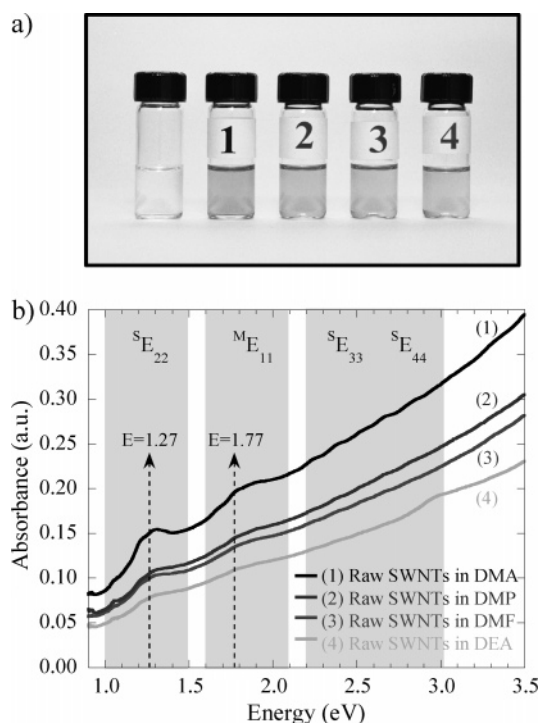 a)
1 2 3 4
b)
0.40
0.35
0.30
0.25
0.20
0.15
0.10
0.05
0.00
Absorbance (a.u.)
ˢE₂₂
ᴹE₁₁
ˢE₃₃ ˢE₄₄
E=1.27
E=1.77
(1)
(2)
(3)
(4)
(1) Raw SWNTs in DMA
(2) Raw SWNTs in DMP
(3) Raw SWNTs in DMF
(4) Raw SWNTs in DEA
1.0 1.5 2.0 2.5 3.0 3.5
Energy (eV)